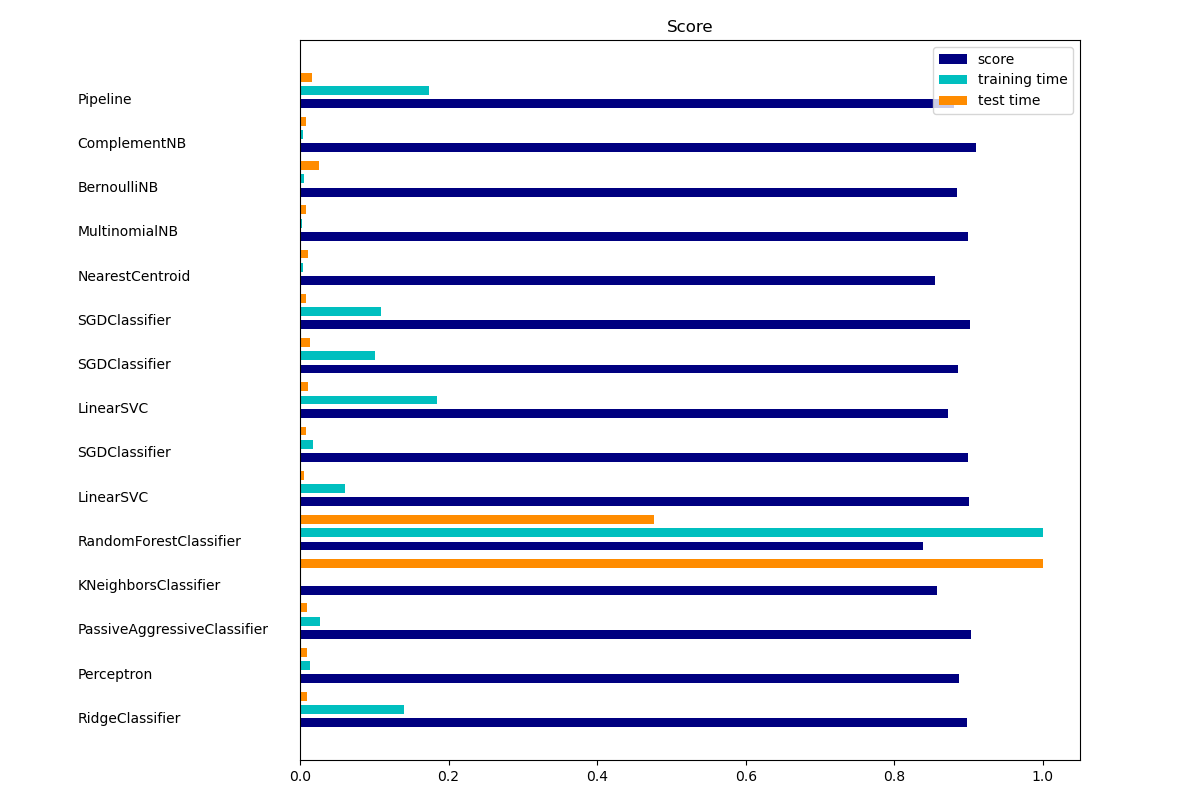 Score
score
training time
test time
Pipeline
ComplementNB
BernoulliNB
MultinomialNB
NearestCentroid
SGDClassifier
SGDClassifier
LinearSVC
SGDClassifier
LinearSVC
RandomForestClassifier
KNeighborsClassifier
PassiveAggressiveClassifier
Perceptron
RidgeClassifier
0.0 0.2 0.4 0.6 0.8 1.0